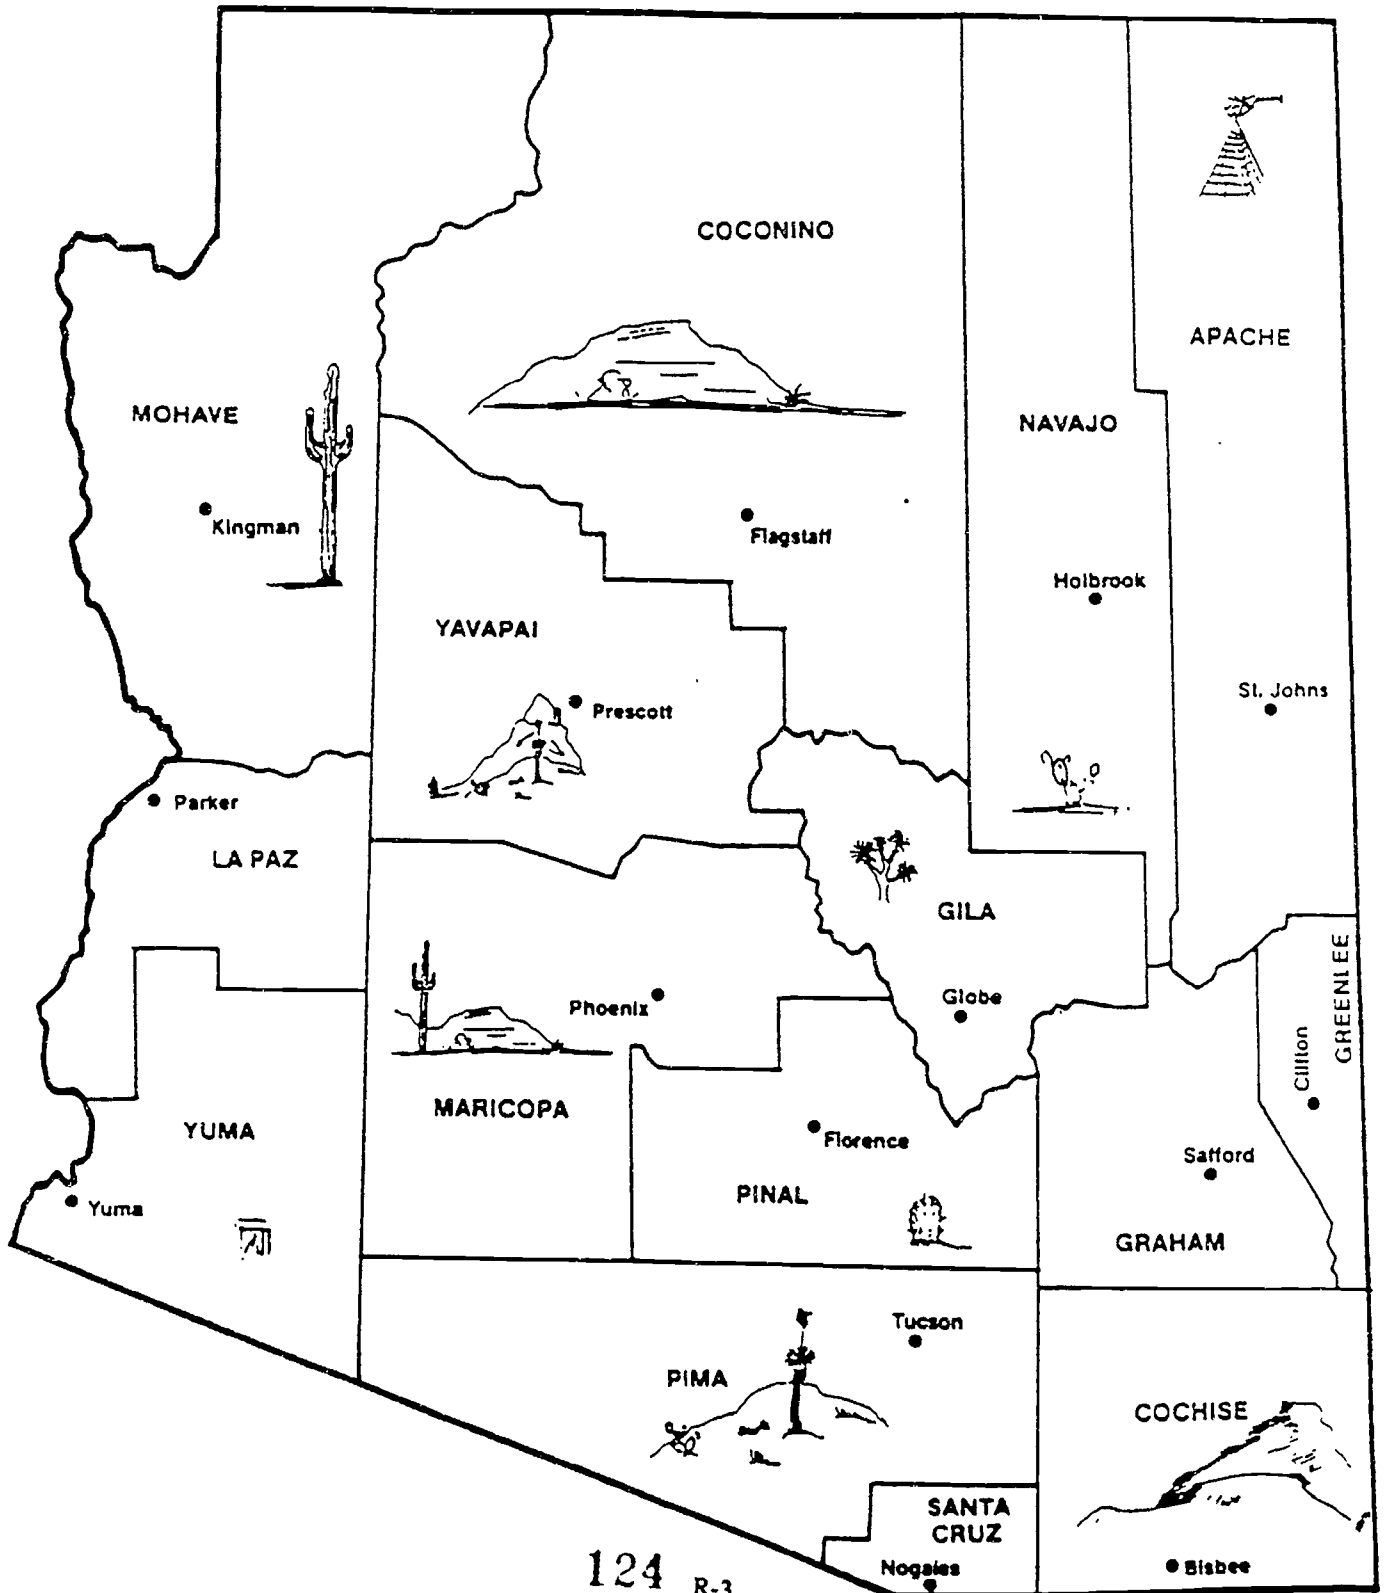 COCONINO
APACHE
MOHAVE
NAVAJO
Kingman
Flagstaff
Holbrook
YAVAPAI
St. Johns
Prescott
Parker
LA PAZ
GILA
GREENLEE
Phoenix
Globe
Clifton
MARICOPA
YUMA
Florence
Safford
PINAL
Yuma
GRAHAM
Tucson
PIMA
COCHISE
SANTA
CRUZ
Nogales
Bisbee
124 R-3